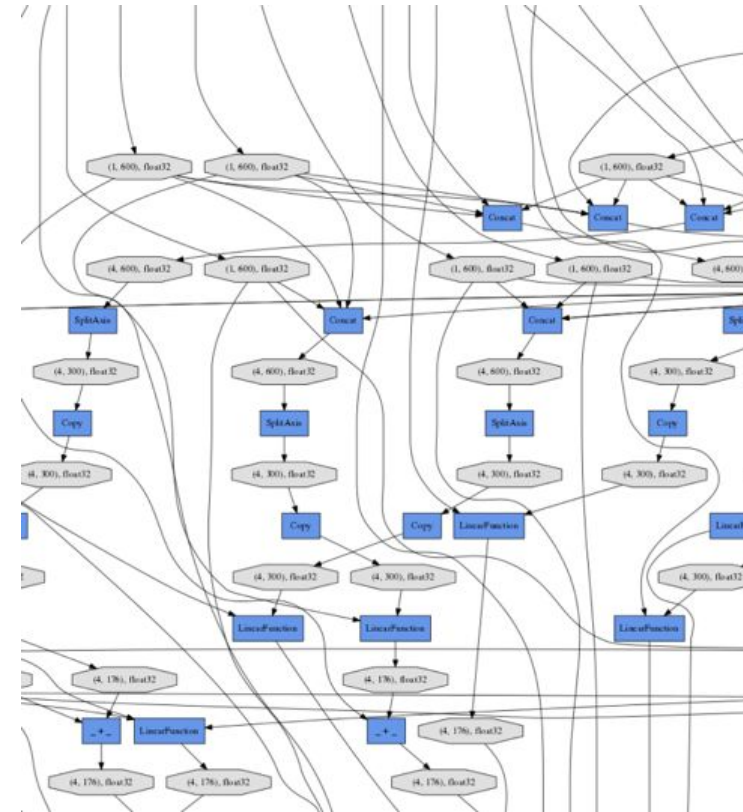 (1, 600), float32 (1, 600), float32 (1, 600), float32
Concat Concat Concat
(4, 600), float32 (1, 600), float32 (1, 600), float32 (1, 600), float32 (4, 600)
SplitAxis Concat Concat Spli
(4, 300), float32 (4, 600), float32 (4, 600), float32 (4, 300), float32
Copy SplitAxis SplitAxis Copy
(4, 300), float32 (4, 300), float32 (4, 300), float32 (4, 300), float32
Copy Copy LinearFunction LinearF
(4, 300), float32 (4, 300), float32 (4, 300), float32
LinearFunction LinearFunction LinearFunction
(4, 176), float32 (4, 176), float32
_ + _ LinearFunction _ + _ (4, 176), float32
(4, 176), float32 (4, 176), float32 (4, 176), float32